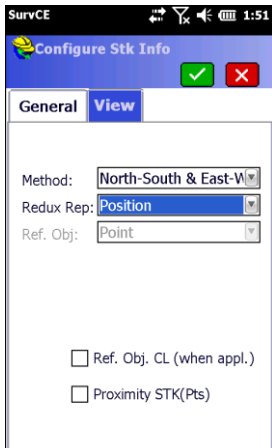 SurvCE 1:51
Configure Stk Info
General View
Method: North-South & East-W
Redux Rep: Position
Ref. Obj: Point
Ref. Obj. CL (when appl.)
Proximity STK(Pts)